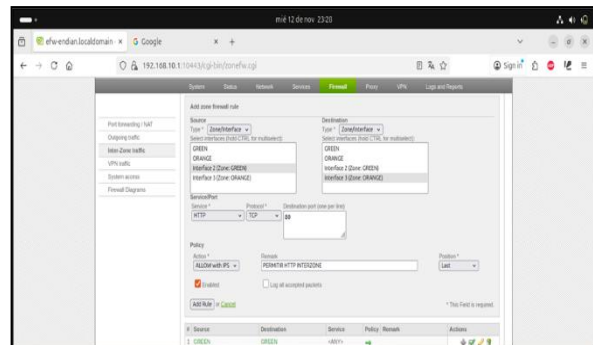 mié 12 de nov 23:20
efw-endian.localdomain - × Google × +
192.168.10.1:10443/cgi-bin/zonefw.cgi Sign in
System Status Network Services Firewall Proxy VPN Logs and Reports
Add zone firewall rule
Port forwarding / NAT
Outgoing traffic
Inter-Zone traffic
VPN traffic
System access
Firewall Diagrams
Source Destination
Type * Zone/Interface Type * Zone/Interface
Select interfaces (hold CTRL for multiselect) Select interfaces (hold CTRL for multiselect)
GREEN GREEN
ORANGE ORANGE
Interface 2 (Zone: GREEN) Interface 2 (Zone: GREEN)
Interface 3 (Zone: ORANGE) Interface 3 (Zone: ORANGE)
Service/Port
Service * Protocol * Destination port (one per line)
HTTP TCP 80
Policy
Action * Remark Position *
ALLOW with IPS PERMITIR HTTP INTERZONE Last
Enabled Log all accepted packets
Add Rule or Cancel * This Field is required.
# Source Destination Service Policy Remark Actions
1 GREEN GREEN <ANY>